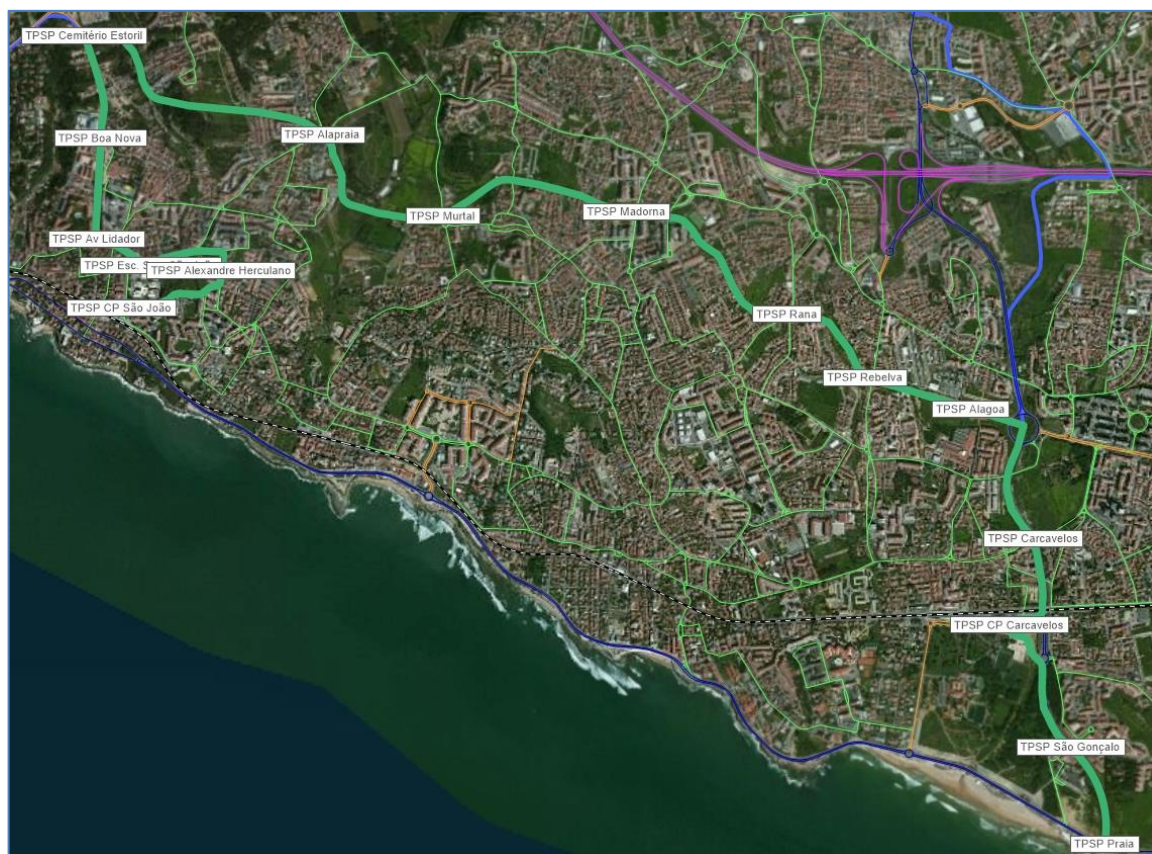 TPSP Cemitério Estoril
TPSP Alapraia
TPSP Boa Nova
TPSP Murtal
TPSP Madorna
TPSP Av Lidador
TPSP Esc.
TPSP Alexandre Herculano
TPSP CP São João
TPSP Rana
TPSP Rebelva
TPSP Alagoa
TPSP Carcavelos
TPSP CP Carcavelos
TPSP São Gonçalo
TPSP Praia